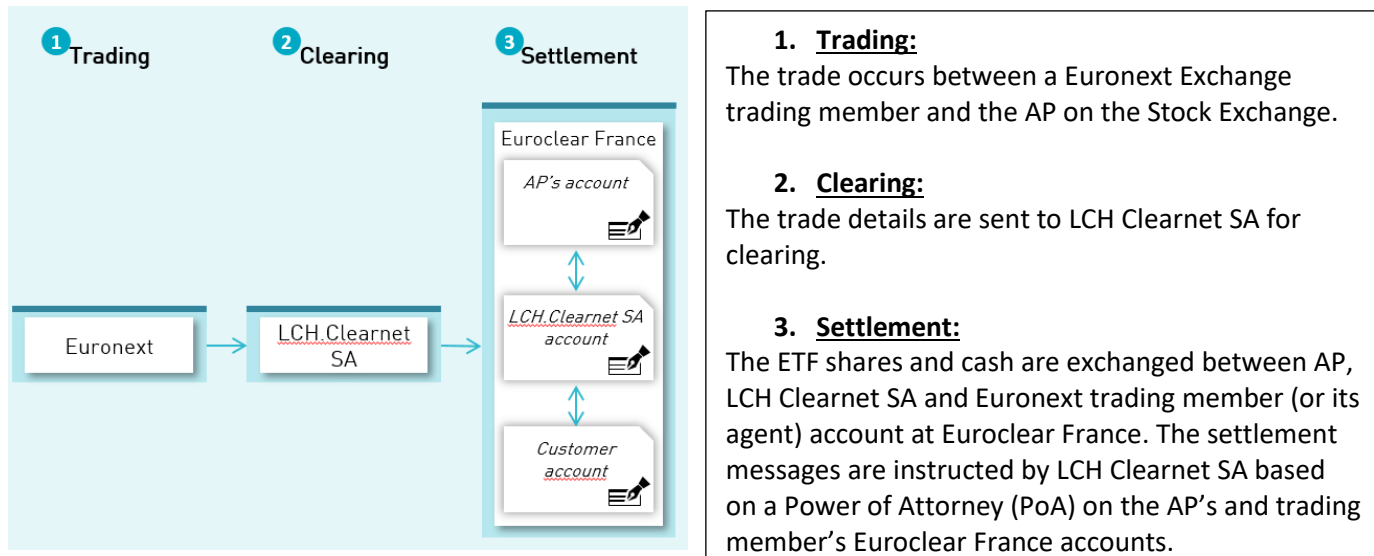 1 Trading
2 Clearing
3 Settlement
Euronext
LCH.Clearnet
SA
Euroclear France
AP's account
LCH.Clearnet SA
account
Customer
account
1. Trading:
The trade occurs between a Euronext Exchange
trading member and the AP on the Stock Exchange.
2. Clearing:
The trade details are sent to LCH Clearnet SA for
clearing.
3. Settlement:
The ETF shares and cash are exchanged between AP,
LCH Clearnet SA and Euronext trading member (or its
agent) account at Euroclear France. The settlement
messages are instructed by LCH Clearnet SA based
on a Power of Attorney (PoA) on the AP’s and trading
member’s Euroclear France accounts.